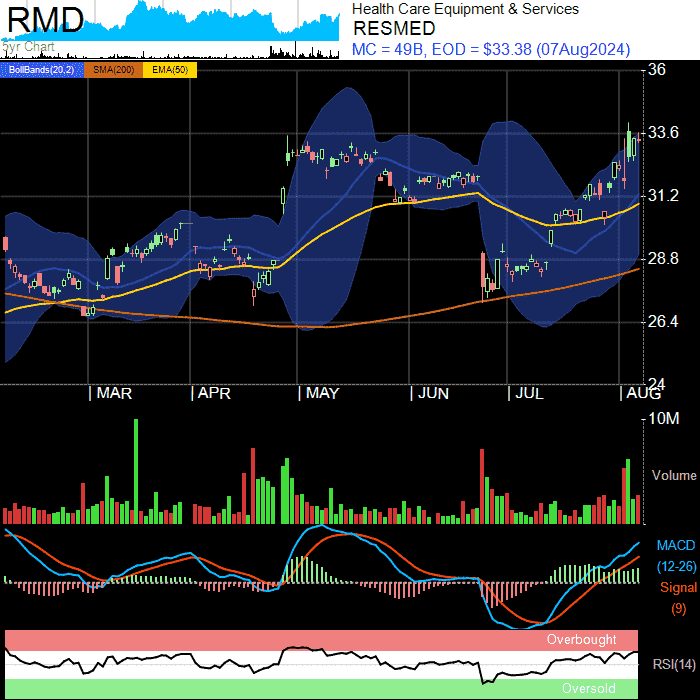 RMD
Health Care Equipment & Services
RESMED
5yr Chart
MC = 49B, EOD = $33.38 (07Aug2024)
BollBands(20,2) SMA(200) EMA(50)
36
33.6
31.2
28.8
26.4
24
| MAR | APR | MAY | JUN | JUL | AUG
10M
Volume
MACD
(12-26)
Signal
(9)
Overbought
RSI(14)
Oversold